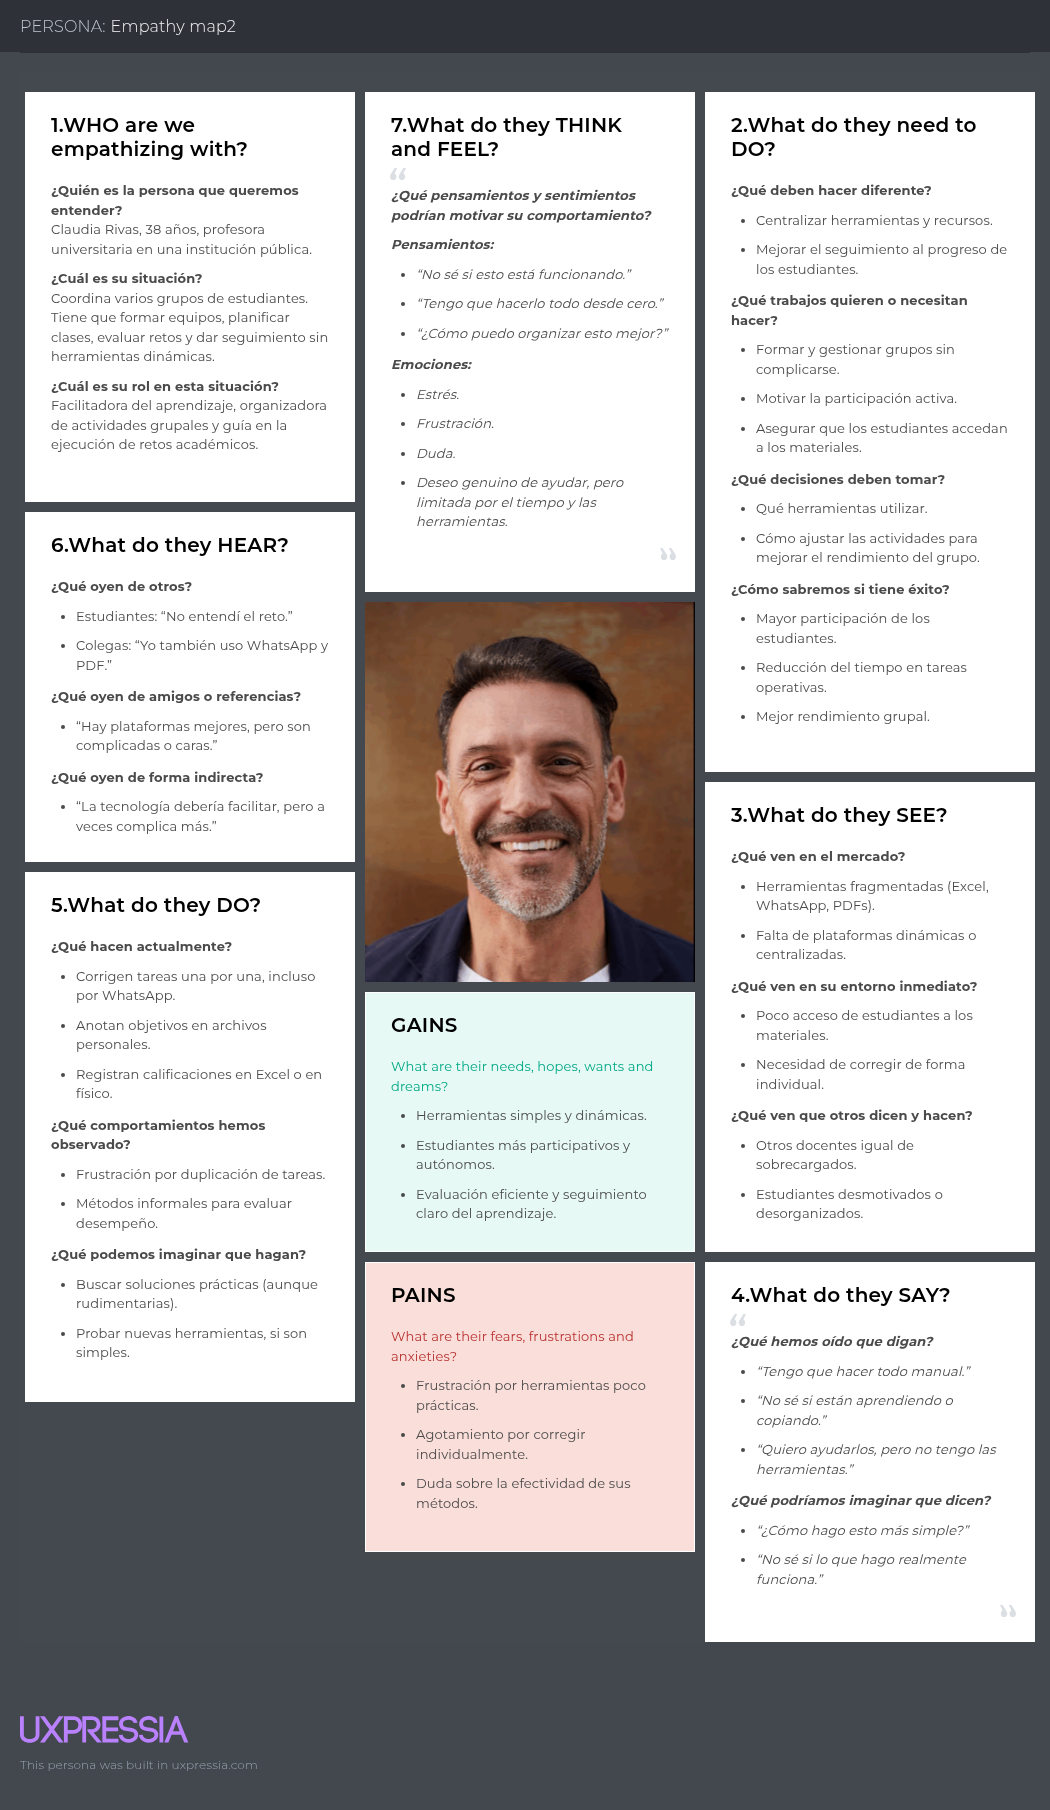 PERSONA: Empathy map2
1.WHO are we
empathizing with?
¿Quién es la persona que queremos
entender?
Claudia Rivas, 38 años, profesora
universitaria en una institución pública.
¿Cuál es su situación?
Coordina varios grupos de estudiantes.
Tiene que formar equipos, planificar
clases, evaluar retos y dar seguimiento sin
herramientas dinámicas.
¿Cuál es su rol en esta situación?
Facilitadora del aprendizaje, organizadora
de actividades grupales y guía en la
ejecución de retos académicos.
6.What do they HEAR?
¿Qué oyen de otros?
• Estudiantes: “No entendí el reto.”
• Colegas: “Yo también uso WhatsApp y
PDF.”
¿Qué oyen de amigos o referencias?
• “Hay plataformas mejores, pero son
complicadas o caras.”
¿Qué oyen de forma indirecta?
• “La tecnología debería facilitar, pero a
veces complica más.”
5.What do they DO?
¿Qué hacen actualmente?
• Corrigen tareas una por una, incluso
por WhatsApp.
• Anotan objetivos en archivos
personales.
• Registran calificaciones en Excel o en
físico.
¿Qué comportamientos hemos
observado?
• Frustración por duplicación de tareas.
• Métodos informales para evaluar
desempeño.
¿Qué podemos imaginar que hagan?
• Buscar soluciones prácticas (aunque
rudimentarias).
• Probar nuevas herramientas, si son
simples.
7.What do they THINK
and FEEL?
“
¿Qué pensamientos y sentimientos
podrían motivar su comportamiento?
Pensamientos:
• “No sé si esto está funcionando.”
• “Tengo que hacerlo todo desde cero.”
• “¿Cómo puedo organizar esto mejor?”
Emociones:
• Estrés.
• Frustración.
• Duda.
• Deseo genuino de ayudar, pero
limitada por el tiempo y las
herramientas.
”
GAINS
What are their needs, hopes, wants and
dreams?
• Herramientas simples y dinámicas.
• Estudiantes más participativos y
autónomos.
• Evaluación eficiente y seguimiento
claro del aprendizaje.
PAINS
What are their fears, frustrations and
anxieties?
• Frustración por herramientas poco
prácticas.
• Agotamiento por corregir
individualmente.
• Duda sobre la efectividad de sus
métodos.
2.What do they need to
DO?
¿Qué deben hacer diferente?
• Centralizar herramientas y recursos.
• Mejorar el seguimiento al progreso de
los estudiantes.
¿Qué trabajos quieren o necesitan
hacer?
• Formar y gestionar grupos sin
complicarse.
• Motivar la participación activa.
• Asegurar que los estudiantes accedan
a los materiales.
¿Qué decisiones deben tomar?
• Qué herramientas utilizar.
• Cómo ajustar las actividades para
mejorar el rendimiento del grupo.
¿Cómo sabremos si tiene éxito?
• Mayor participación de los
estudiantes.
• Reducción del tiempo en tareas
operativas.
• Mejor rendimiento grupal.
3.What do they SEE?
¿Qué ven en el mercado?
• Herramientas fragmentadas (Excel,
WhatsApp, PDFs).
• Falta de plataformas dinámicas o
centralizadas.
¿Qué ven en su entorno inmediato?
• Poco acceso de estudiantes a los
materiales.
• Necesidad de corregir de forma
individual.
¿Qué ven que otros dicen y hacen?
• Otros docentes igual de
sobrecargados.
• Estudiantes desmotivados o
desorganizados.
4.What do they SAY?
“
¿Qué hemos oído que digan?
• “Tengo que hacer todo manual.”
• “No sé si están aprendiendo o
copiando.”
• “Quiero ayudarlos, pero no tengo las
herramientas.”
¿Qué podríamos imaginar que dicen?
• “¿Cómo hago esto más simple?”
• “No sé si lo que hago realmente
funciona.”
”
UXPRESSIA
This persona was built in uxpressia.com